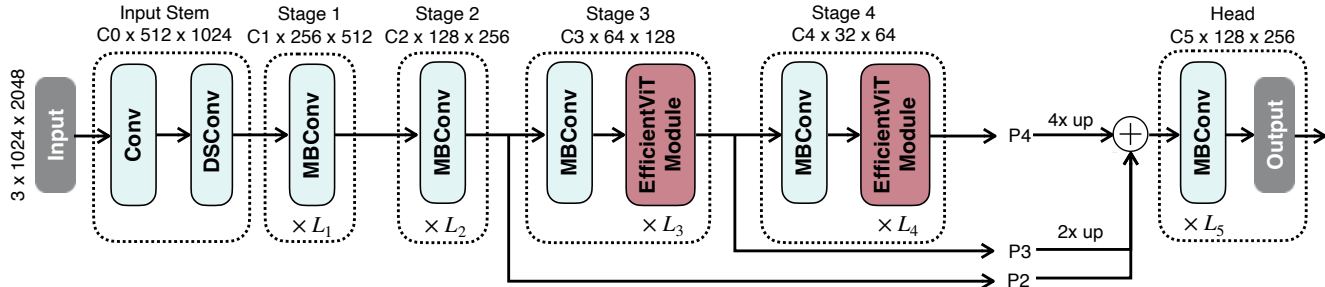 Input Stem
C0 x 512 x 1024
Stage 1
C1 x 256 x 512
Stage 2
C2 x 128 x 256
Stage 3
C3 x 64 x 128
Stage 4
C4 x 32 x 64
Head
C5 x 128 x 256
3 x 1024 x 2048
Input
Conv
DSConv
MBConv
× L1
MBConv
× L2
MBConv
EfficientViT
Module
× L3
MBConv
EfficientViT
Module
× L4
P4
4x up
P3
2x up
P2
+
MBConv
× L5
Output